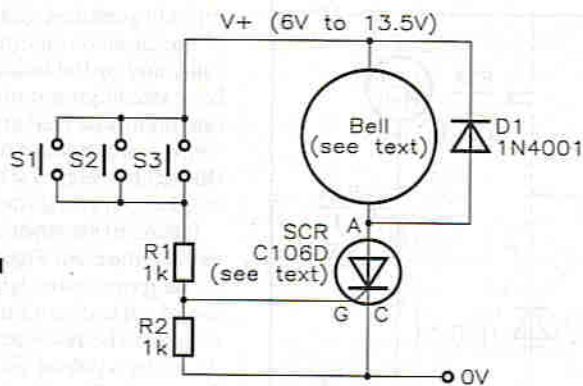 V+ (6V to 13.5V)
Bell
(see text)
D1
1N4001
S1
S2
S3
SCR
C106D
(see text)
A
R1
1k
G
C
R2
1k
0V